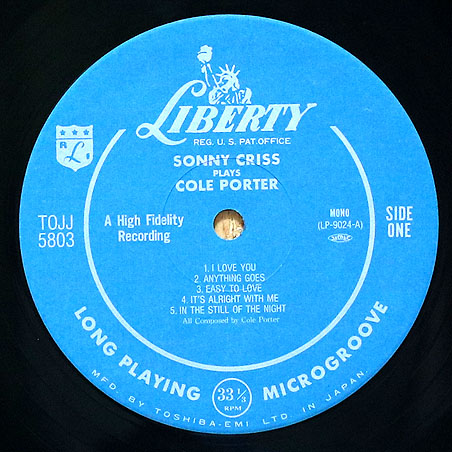 LIBERTY
REG. U. S. PAT. OFFICE
SONNY CRISS
PLAYS
COLE PORTER
R L
TOJJ
5803
A High Fidelity
Recording
MONO
(LP-9024-A)
SIDE
ONE
1. I LOVE YOU
2. ANYTHING GOES
3. EASY TO LOVE
4. IT'S ALRIGHT WITH ME
5. IN THE STILL OF THE NIGHT
All Composed by Cole Porter
LONG PLAYING MICROGROOVE
33 1/3
RPM
MFD. BY TOSHIBA-EMI LTD IN JAPAN.